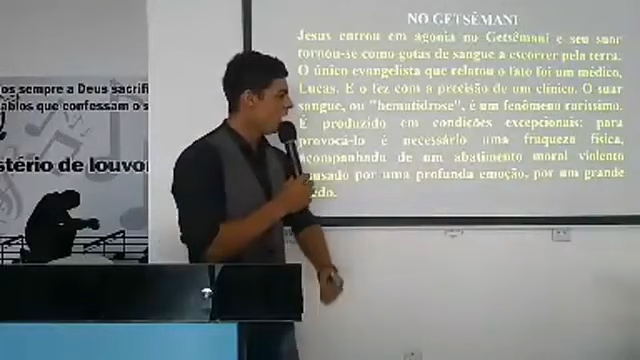 NO GETSÊMANI
Jesus entrou em agonia no Getsêmani e seu suor
tornou-se como gotas de sangue a escorrer pela terra.
O único evangelista que relatou o fato foi um médico,
Lucas. E o fez com a precisão de um clínico. O suar
sangue, ou "hematidrose", é um fenômeno raríssimo.
É produzido em condições excepcionais: para
provocá-lo é necessário uma fraqueza física,
acompanhada de um abatimento moral violento
causado por uma profunda emoção, por um grande
medo.
os sempre a Deus sacrifí
lábios que confessam o s
stério de louvo